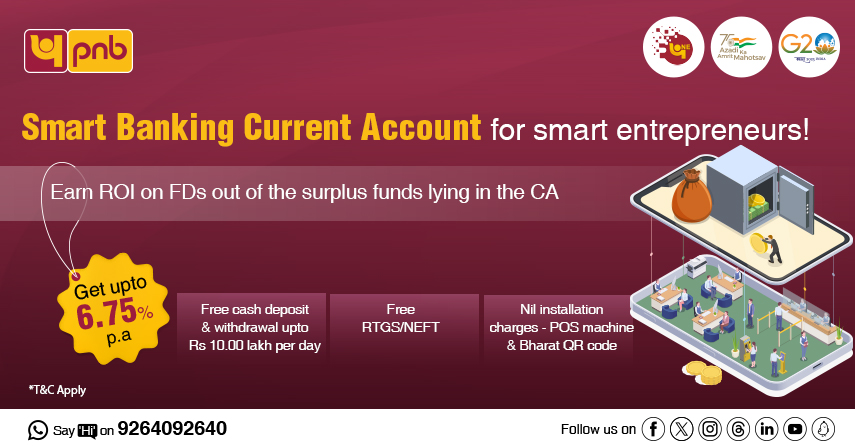 प pnb
ONE
75
Azadi Ka
Amrit Mahotsav
G20
Smart Banking Current Account for smart entrepreneurs!
Earn ROI on FDs out of the surplus funds lying in the CA
Get upto
6.75%
p.a
Free cash deposit
& withdrawal upto
Rs 10.00 lakh per day
Free
RTGS/NEFT
Nil installation
charges - POS machine
& Bharat QR code
*T&C Apply
Say Hi on 9264092640
Follow us on